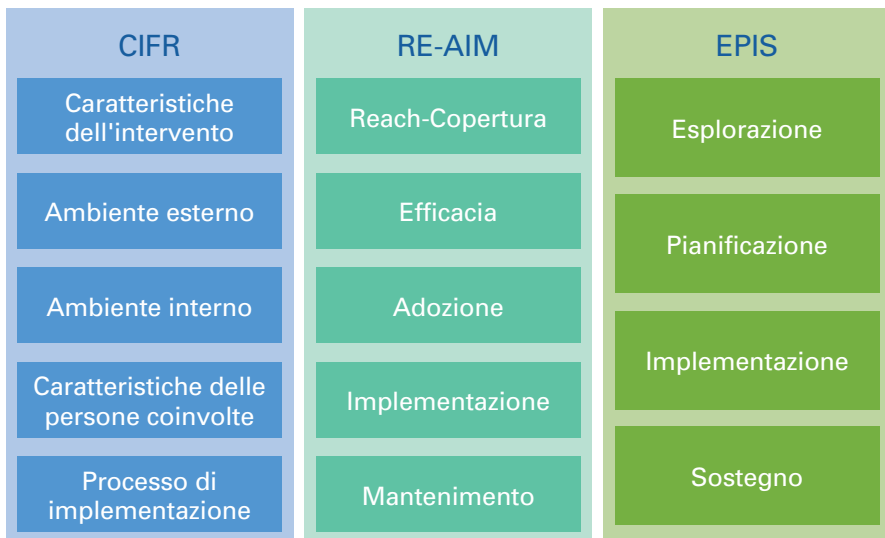 CIFR
Caratteristiche
dell'intervento
Ambiente esterno
Ambiente interno
Caratteristiche delle
persone coinvolte
Processo di
implementazione
RE-AIM
Reach-Copertura
Efficacia
Adozione
Implementazione
Mantenimento
EPIS
Esplorazione
Pianificazione
Implementazione
Sostegno